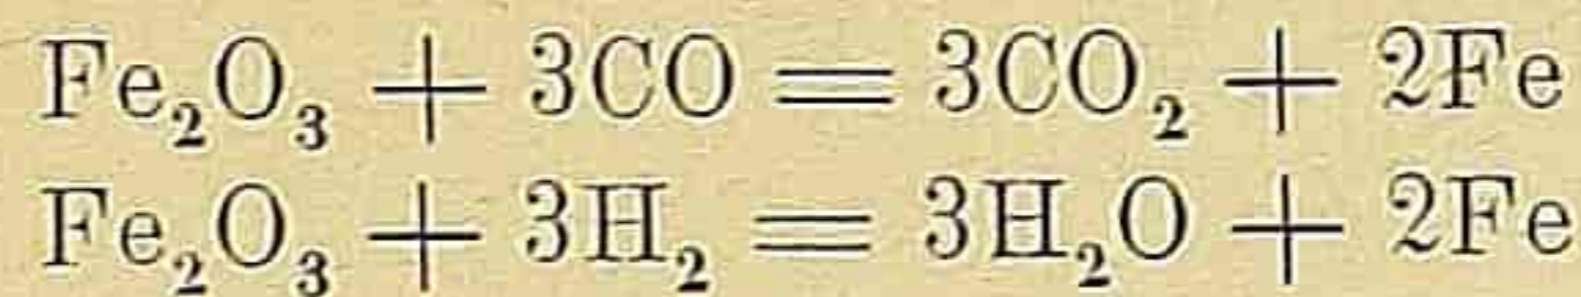 Fe₂O₃ + 3CO = 3CO₂ + 2Fe
Fe₂O₃ + 3H₂ = 3H₂O + 2Fe